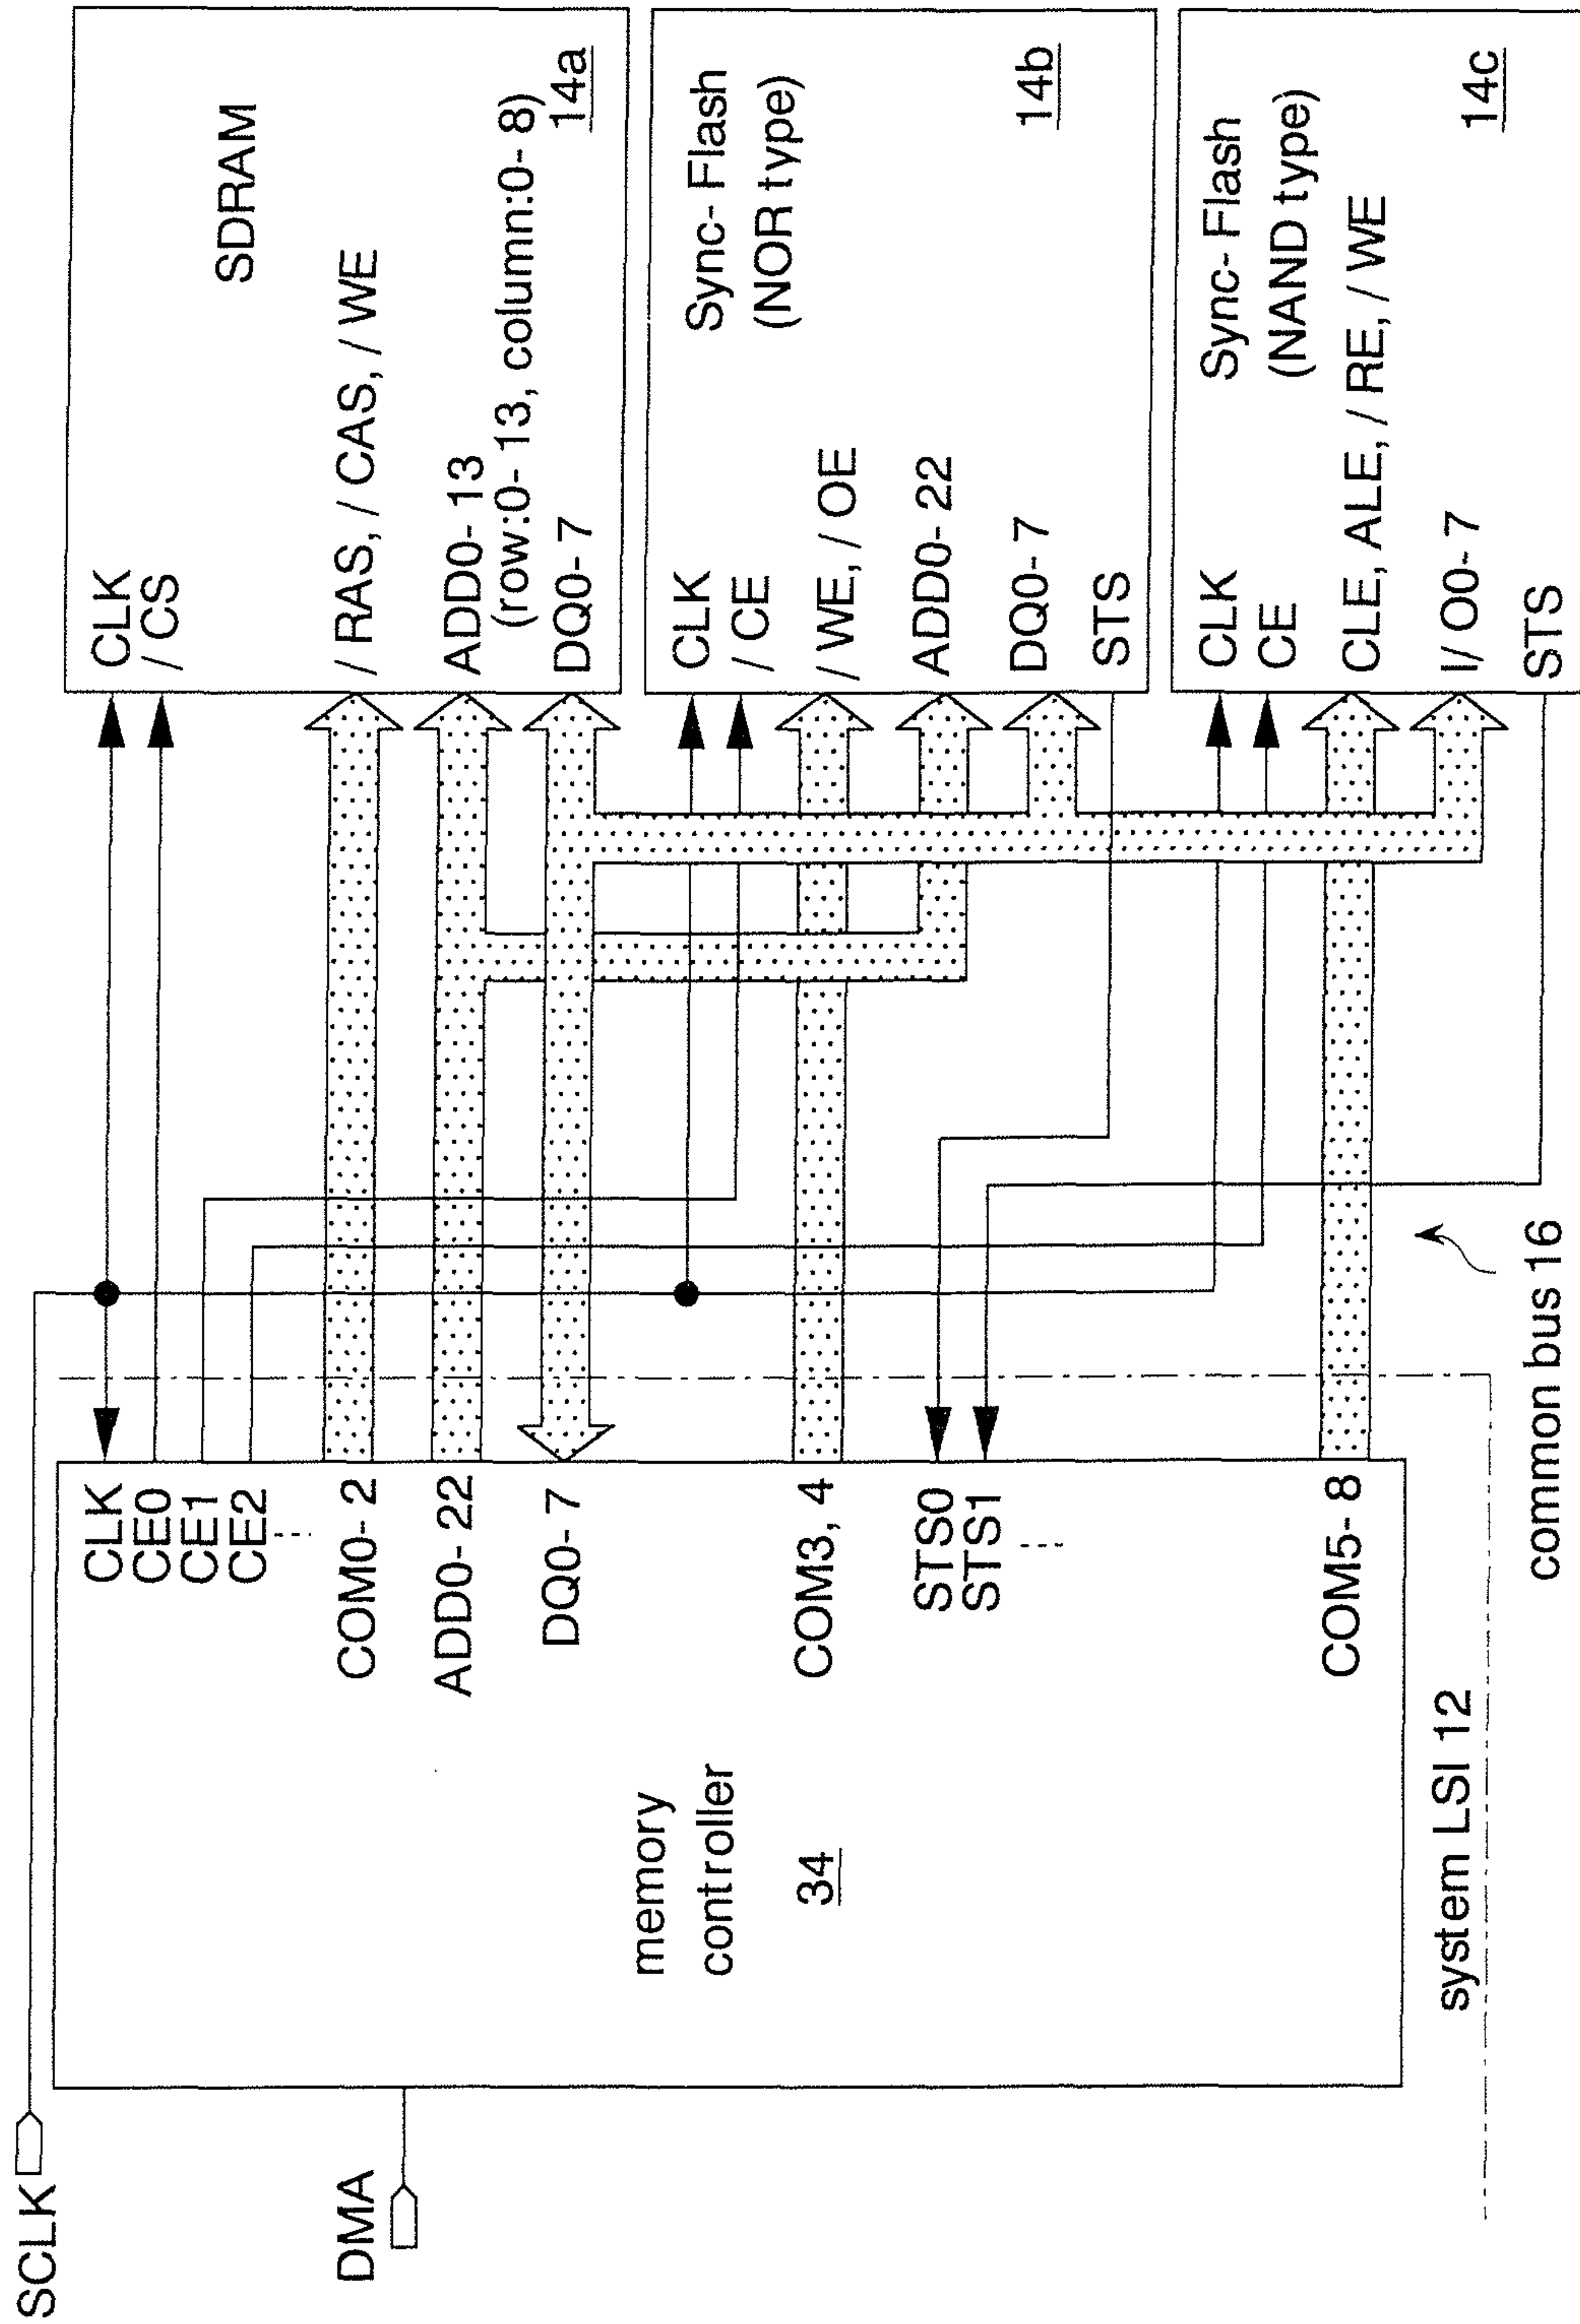 SCLK
DMA
memory
controller
34
CLK
CE0
CE1
CE2
COM0- 2
ADD0- 22
DQ0- 7
COM3, 4
STS0
STS1
COM5- 8
system LSI 12
common bus 16
SDRAM
14a
CLK
/ CS
/ RAS, / CAS, / WE
ADD0- 13
(row:0- 13, column:0- 8)
DQ0- 7
Sync- Flash
(NOR type)
14b
CLK
/ CE
/ WE, / OE
ADD0- 22
DQ0- 7
STS
Sync- Flash
(NAND type)
14c
CLK
CE
CLE, ALE, / RE, / WE
I/ O0- 7
STS